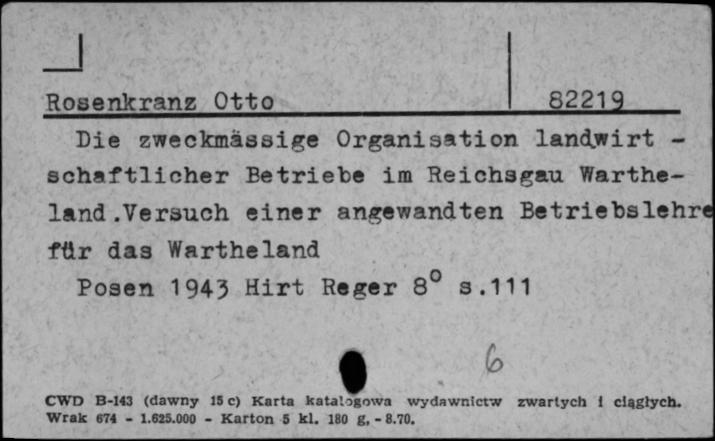 Rosenkranz Otto 82219
Die zweckmässige Organisation landwirt -
schaftlicher Betriebe im Reichsgau Warthe-
land.Versuch einer angewandten Betriebslehre
für das Wartheland
Posen 1943 Hirt Reger 8° s.111
6
CWD B-143 (dawny 15 c) Karta katalogowa wydawnictw zwartych i ciągłych.
Wrak 674 - 1.625.000 - Karton 5 kl. 180 g. - 8.70.